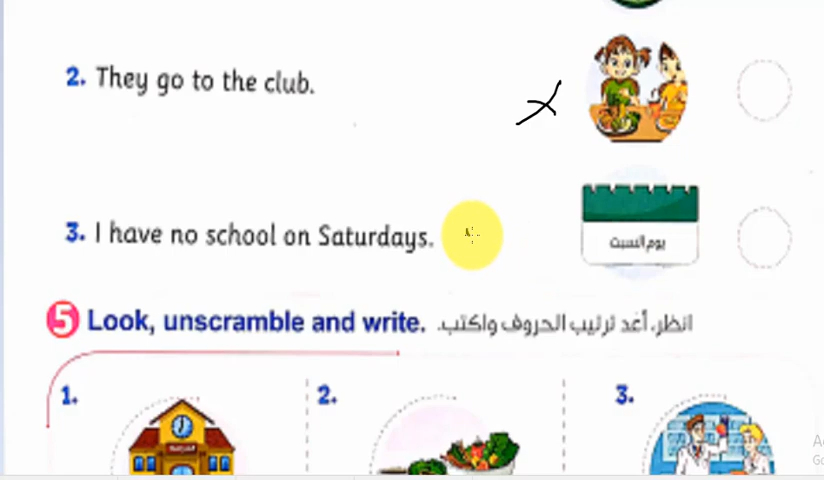 2. They go to the club.
3. I have no school on Saturdays.
يوم السبت
5 Look, unscramble and write. انظر، أعد ترتيب الحروف واكتب.
1. 2. 3.